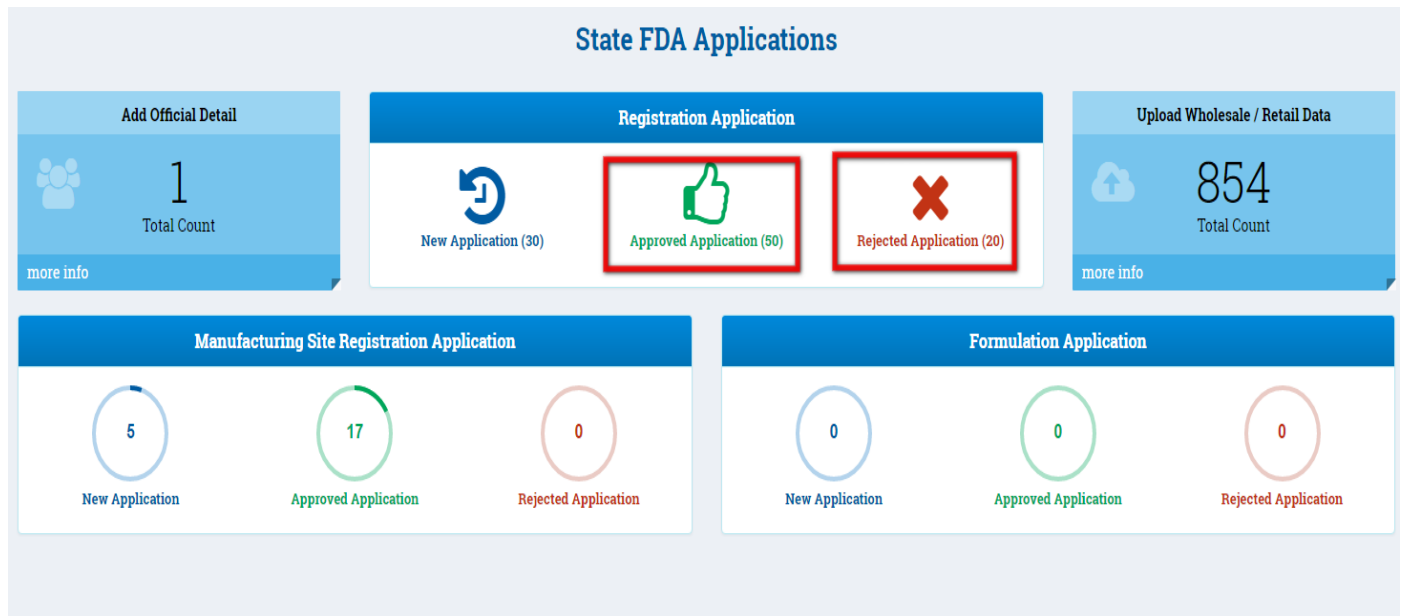 State FDA Applications
Add Official Detail
1
Total Count
more info
Registration Application
New Application (30)
Approved Application (50)
Rejected Application (20)
Upload Wholesale / Retail Data
854
Total Count
more info
Manufacturing Site Registration Application
5
New Application
17
Approved Application
0
Rejected Application
Formulation Application
0
New Application
0
Approved Application
0
Rejected Application